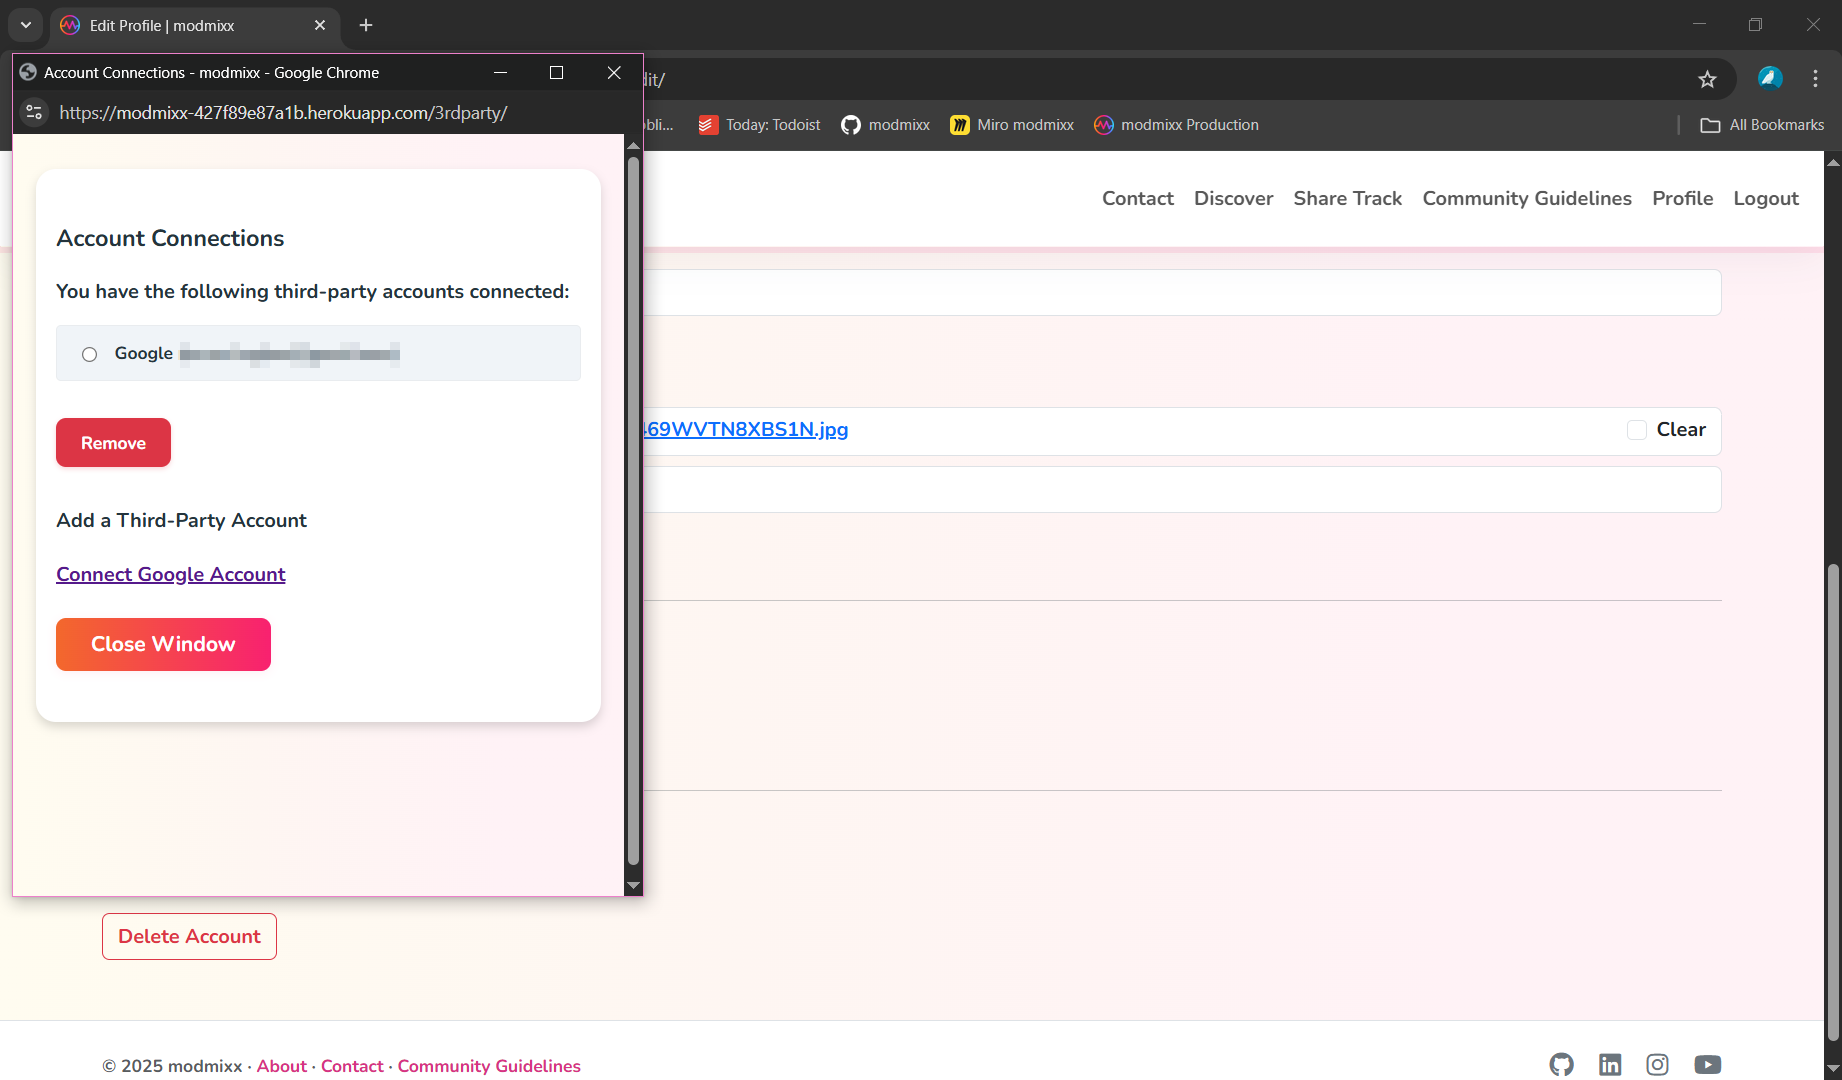 Edit Profile | modmixx
Account Connections - modmixx - Google Chrome
https://modmixx-427f89e87a1b.herokuapp.com/3rdparty/
dit/
Today: Todoist
modmixx
Miro modmixx
modmixx Production
All Bookmarks
Contact
Discover
Share Track
Community Guidelines
Profile
Logout
Account Connections
You have the following third-party accounts connected:
Google
Remove
Add a Third-Party Account
Connect Google Account
Close Window
469WVTN8XBS1N.jpg
Clear
Delete Account
© 2025 modmixx · About · Contact · Community Guidelines